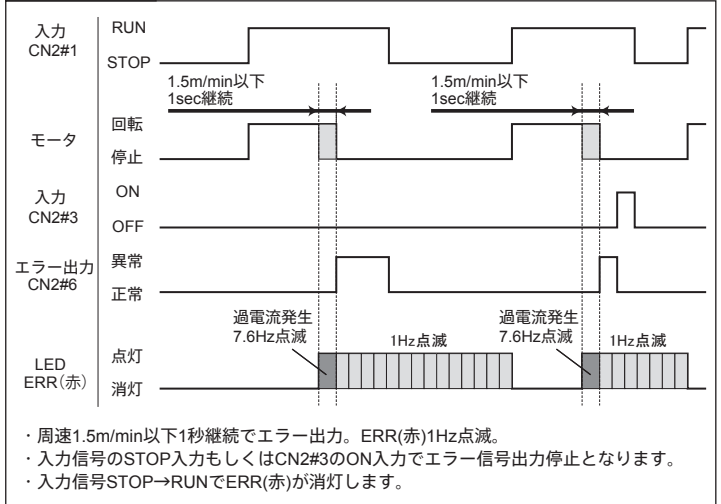 入力
CN2#1
RUN
STOP
1.5m/min以下
1sec継続
1.5m/min以下
1sec継続
モータ
回転
停止
入力
CN2#3
ON
OFF
エラー出力
CN2#6
異常
正常
過電流発生
7.6Hz点滅
1Hz点滅
過電流発生
7.6Hz点滅
1Hz点滅
LED
ERR（赤）
点灯
消灯
・周速1.5m/min以下1秒継続でエラー出力。ERR(赤)1Hz点滅。
・入力信号のSTOP入力もしくはCN2#3のON入力でエラー信号出力停止となります。
・入力信号STOP→RUNでERR(赤)が消灯します。